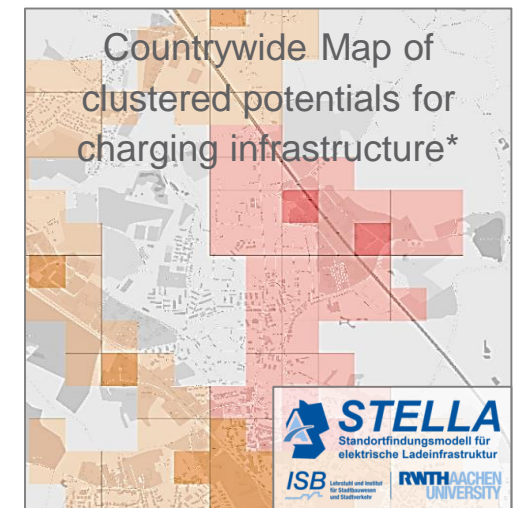 Countrywide Map of
clustered potentials for
charging infrastructure*
STELLA
Standortfindungsmodell für
elektrische Ladeinfrastruktur
ISB Lehrstuhl und Institut
für Stadtbauwesen
und Stadtverkehr
RWTHAACHEN
UNIVERSITY